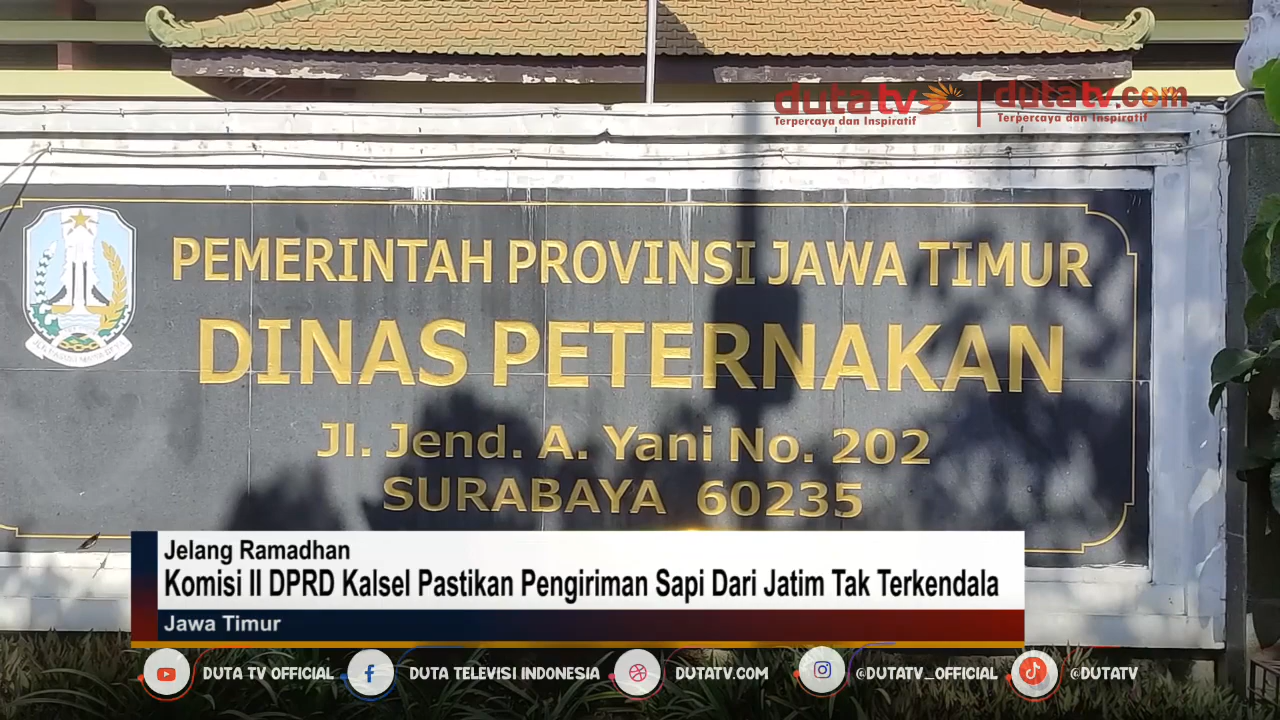 dutatv
Terpercaya dan Inspiratif
dutatv.com
Terpercaya dan Inspiratif
PEMERINTAH PROVINSI JAWA TIMUR
DINAS PETERNAKAN
Jl. Jend. A. Yani No. 202
SURABAYA 60235
Jelang Ramadhan
Komisi II DPRD Kalsel Pastikan Pengiriman Sapi Dari Jatim Tak Terkendala
Jawa Timur
DUTA TV OFFICIAL
DUTA TELEVISI INDONESIA
DUTATV.COM
@DUTATV_OFFICIAL
@DUTATV